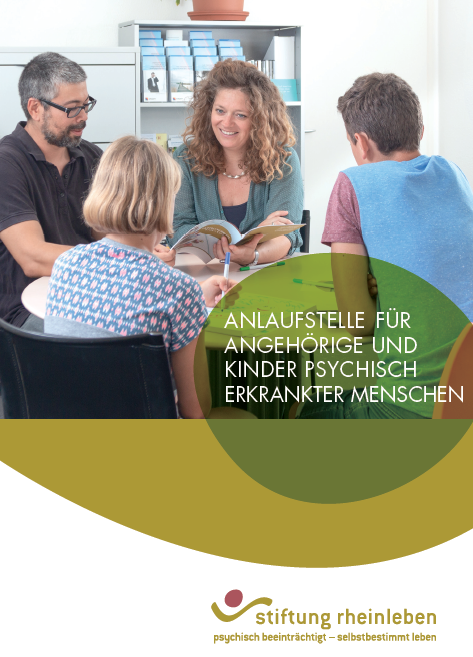 ANLAUFSTELLE FÜR
ANGEHÖRIGE UND
KINDER PSYCHISCH
ERKRANKTER MENSCHEN
stiftung rheinleben
psychisch beeinträchtigt – selbstbestimmt leben